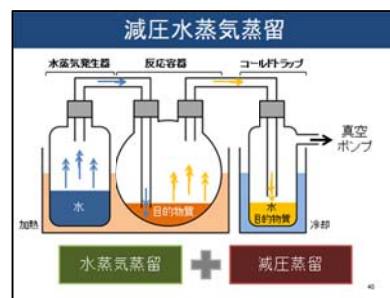 減圧水蒸気蒸留
水蒸気発生器
反応容器
コールドトラップ
真空
ポンプ
水
目的物質
水
目的物質
加熱
冷却
水蒸気蒸留
減圧蒸留
40